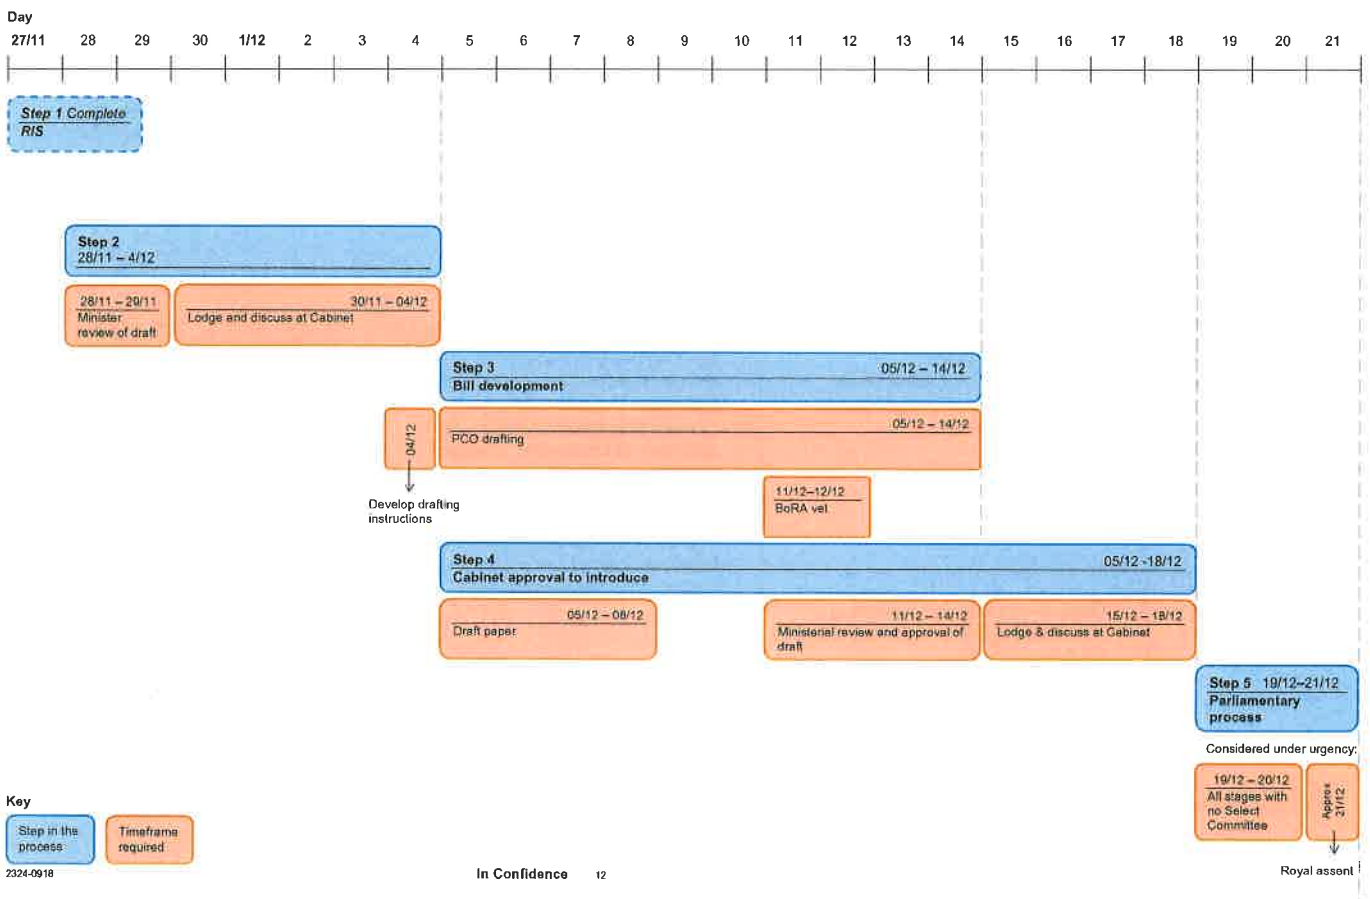 Day
27/11 28 29 30 1/12 2 3 4 5 6 7 8 9 10 11 12 13 14 15 16 17 18 19 20 21
Step 1 Complete
RIS
Step 2
28/11 – 4/12
28/11 – 29/11
Minister
review of draft
30/11 – 04/12
Lodge and discuss at Cabinet
Step 3 05/12 – 14/12
Bill development
04/12
Develop drafting
instructions
05/12 – 14/12
PCO drafting
11/12–12/12
BoRA vet
Step 4 05/12 -18/12
Cabinet approval to introduce
05/12 – 08/12
Draft paper
11/12 – 14/12
Ministerial review and approval of
draft
15/12 – 18/12
Lodge & discuss at Cabinet
Step 5 19/12–21/12
Parliamentary
process
Considered under urgency:
19/12 – 20/12
All stages with
no Select
Committee
Approx
21/12
Royal assent
Key
Step in the
process
Timeframe
required
2324-0918
In Confidence 12